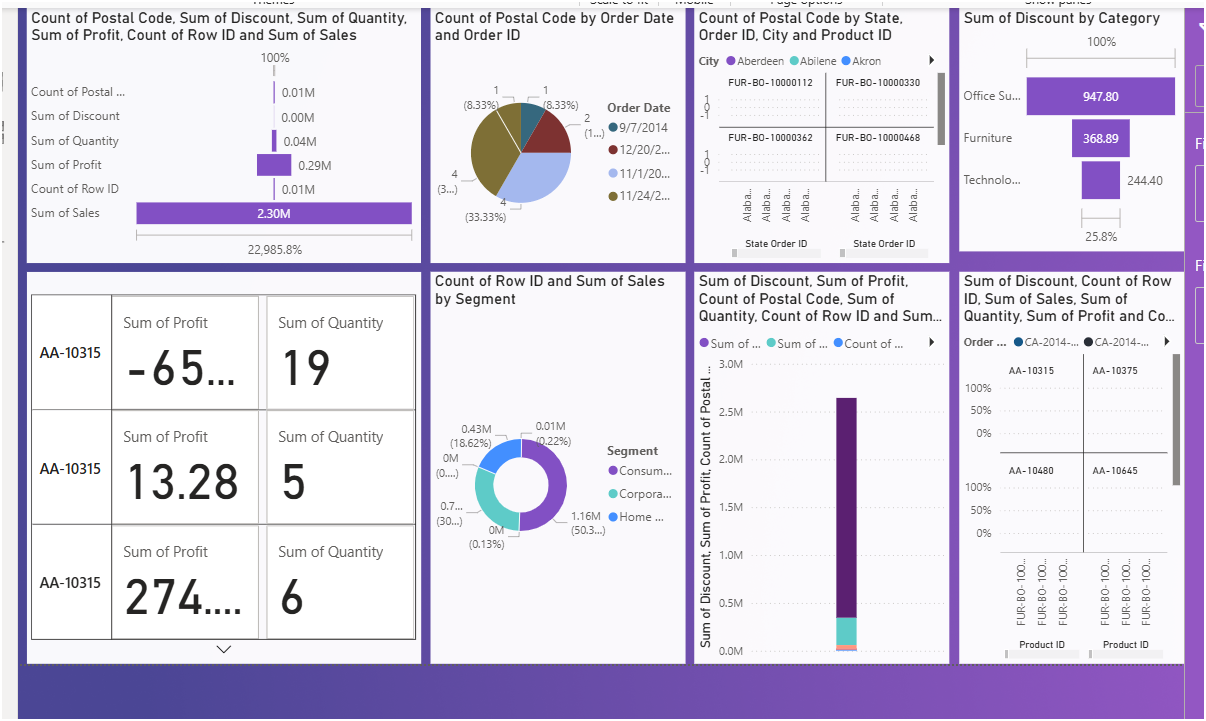 Count of Postal Code, Sum of Discount, Sum of Quantity,
Sum of Profit, Count of Row ID and Sum of Sales
100%
Count of Postal ...
0.01M
Sum of Discount
0.00M
Sum of Quantity
0.04M
Sum of Profit
0.29M
Count of Row ID
0.01M
Sum of Sales
2.30M
22,985.8%
Count of Postal Code by Order Date
and Order ID
1
(8.33%)
1
(8.33%)
2
(1...)
4
(3...)
4
(33.33%)
Order Date
9/7/2014
12/20/2...
11/1/20...
11/24/2...
Count of Postal Code by State,
Order ID, City and Product ID
City
Aberdeen
Abilene
Akron
FUR-BO-10000112
FUR-BO-10000330
1
0
-1
FUR-BO-10000362
FUR-BO-10000468
1
0
-1
Alaba...
Alaba...
Alaba...
Alaba...
Alaba...
Alaba...
Alaba...
Alaba...
State Order ID
State Order ID
Sum of Discount by Category
100%
Office Su...
947.80
Furniture
368.89
Technolo...
244.40
25.8%
AA-10315
Sum of Profit
-65...
Sum of Quantity
19
AA-10315
Sum of Profit
13.28
Sum of Quantity
5
AA-10315
Sum of Profit
274....
Sum of Quantity
6
Count of Row ID and Sum of Sales
by Segment
0.43M
(18.62%)
0.01M
(0.22%)
0M
(0....)
0.7...
(30...)
0M
(0.13%)
1.16M
(50.3...)
Segment
Consum...
Corpora...
Home ...
Sum of Discount, Sum of Profit,
Count of Postal Code, Sum of
Quantity, Count of Row ID and Sum...
Sum of ...
Sum of ...
Count of ...
Sum of Discount, Sum of Profit, Count of Postal ...
3.0M
2.5M
2.0M
1.5M
1.0M
0.5M
0.0M
Sum of Discount, Count of Row
ID, Sum of Sales, Sum of
Quantity, Sum of Profit and Co...
Order ...
CA-2014-...
CA-2014-...
AA-10315
AA-10375
100%
50%
0%
AA-10480
AA-10645
100%
50%
0%
FUR-BO- 100...
FUR-BO- 100...
FUR-BO- 100...
FUR-BO- 100...
FUR-BO- 100...
FUR-BO- 100...
Product ID
Product ID